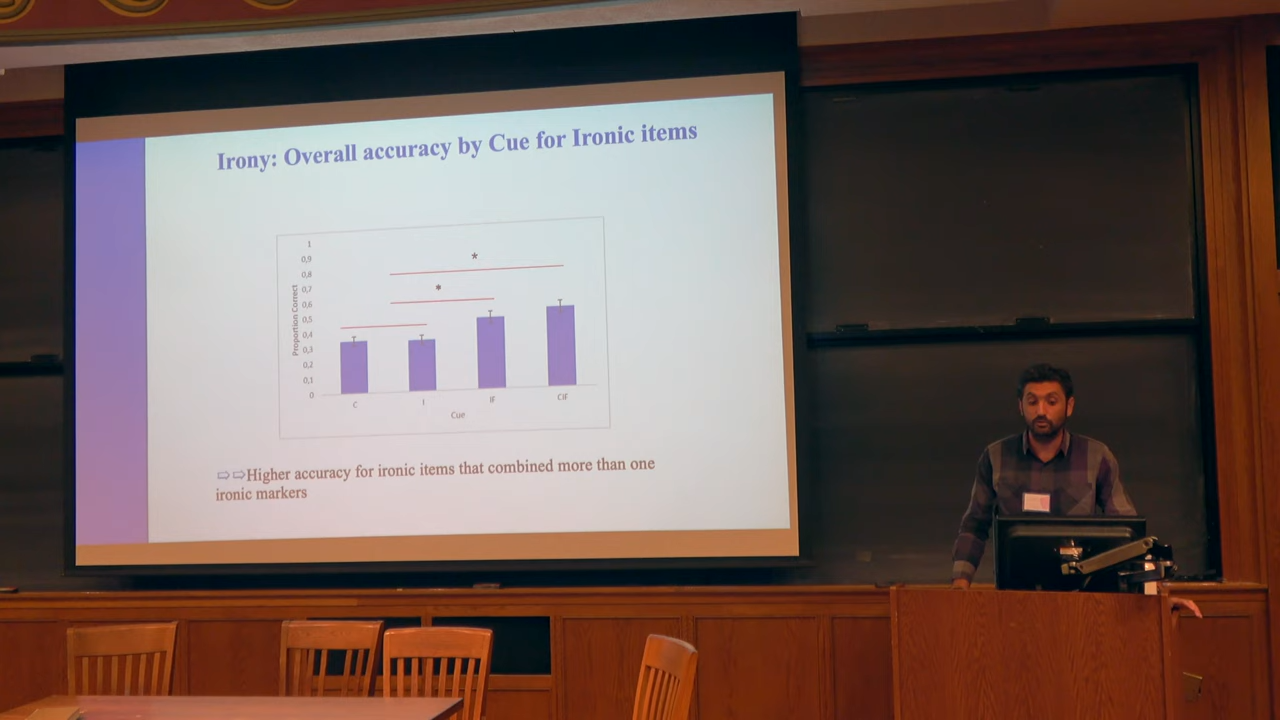 Irony: Overall accuracy by Cue for Ironic items
1
0,9
0,8
0,7
0,6
0,5
0,4
0,3
0,2
0,1
0
Proportion Correct
*
*
C
I
IF
CIF
Cue
⇨⇨Higher accuracy for ironic items that combined more than one
ironic markers